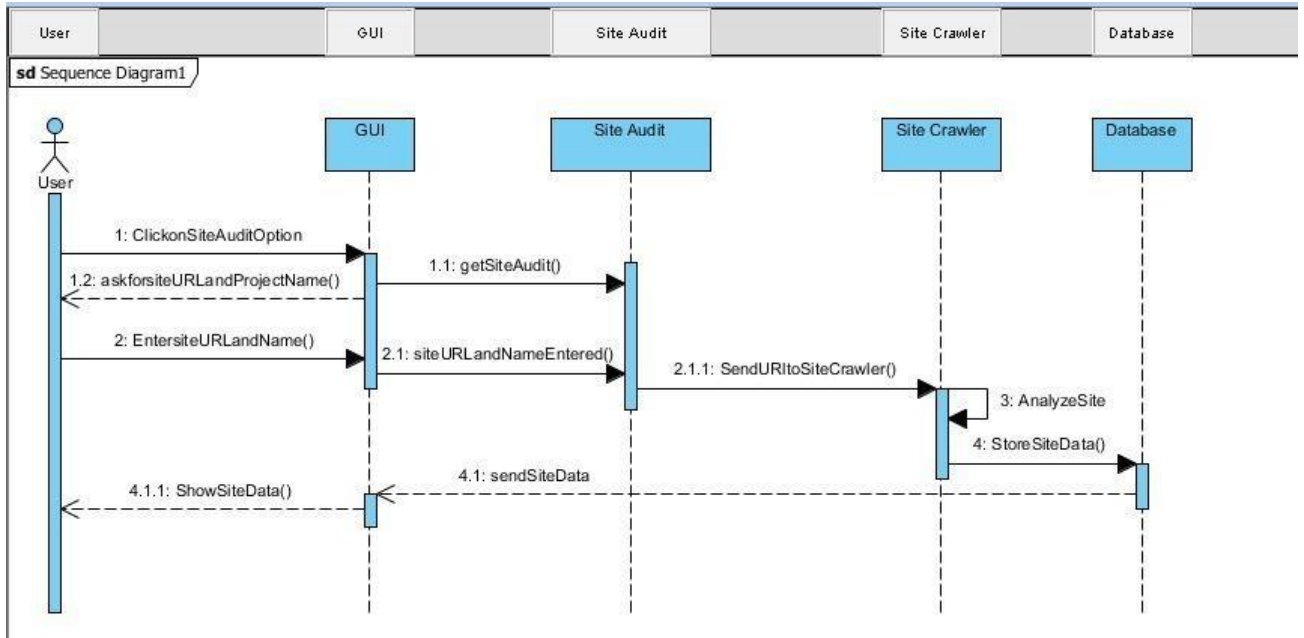 User GUI Site Audit Site Crawler Database
sd Sequence Diagram1
GUI Site Audit Site Crawler Database
User
1: ClickonSiteAuditOption
1.1: getSiteAudit()
1.2: askforsiteURLandProjectName()
2: EntersiteURLandName()
2.1: siteURLandNameEntered()
2.1.1: SendURltoSiteCrawler()
3: AnalyzeSite
4: StoreSiteData()
4.1: sendSiteData
4.1.1: ShowSiteData()